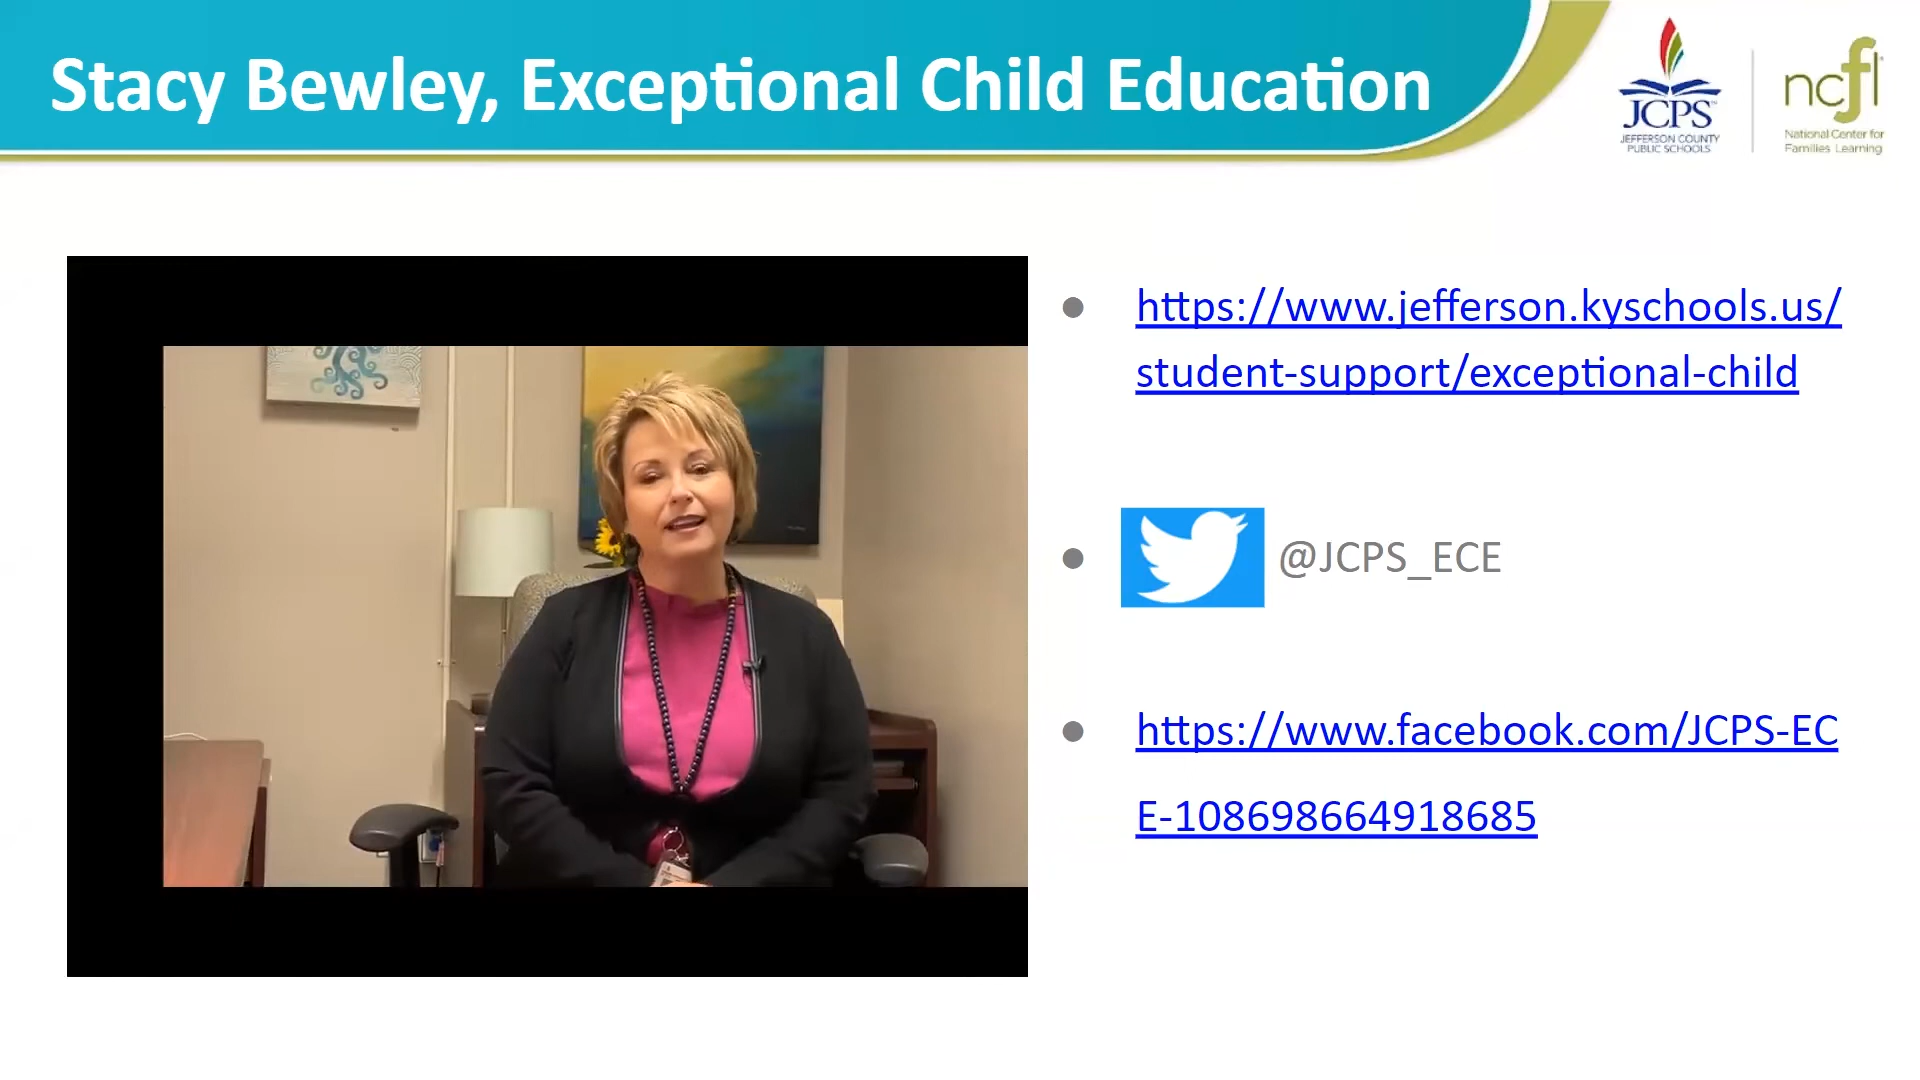 Stacy Bewley, Exceptional Child Education
JCPS
JEFFERSON COUNTY
PUBLIC SCHOOLS
ncfl
National Center for
Families Learning
https://www.jefferson.kyschools.us/
student-support/exceptional-child
@JCPS_ECE
https://www.facebook.com/JCPS-EC
E-108698664918685